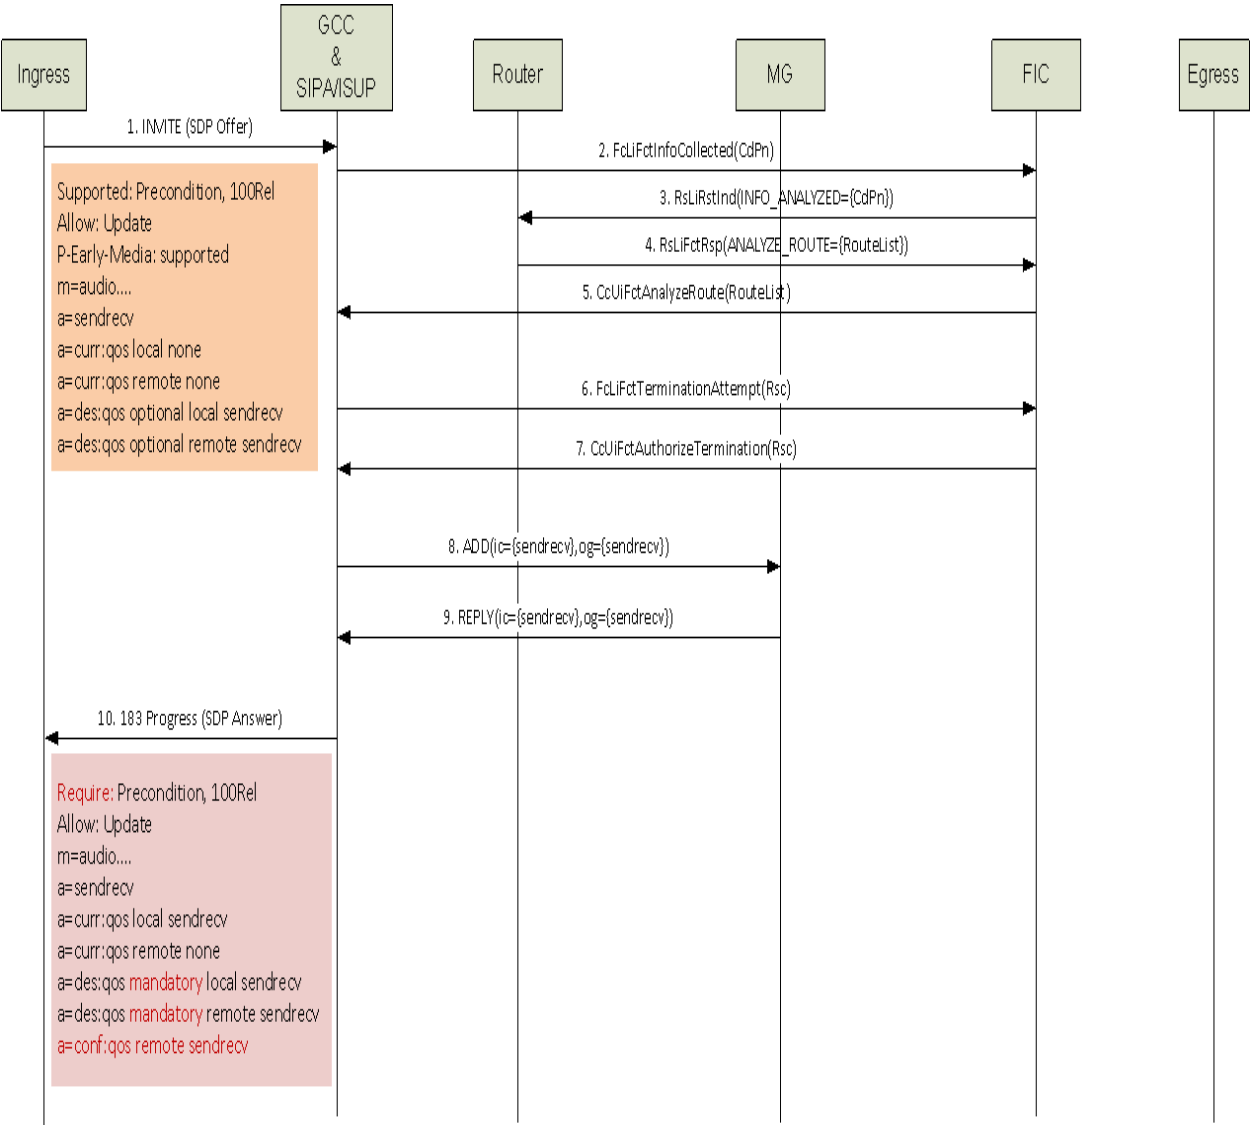 GCC
&
SIPA/ISUP
Ingress
Router
MG
FIC
Egress
1. INVITE (SDP Offer)
2. FcLiFctInfoCollected(CdPn)
Supported: Precondition, 100Rel
Allow: Update
P-Early-Media: supported
m=audio....
a=sendrecv
a=curr:qos local none
a=curr:qos remote none
a=des:qos optional local sendrecv
a=des:qos optional remote sendrecv
3. RsLiRstInd(INFO_ANALYZED={CdPn})
4. RsLiFctRsp(ANALYZE_ROUTE={RouteList})
5. CcUiFctAnalyzeRoute(RouteList)
6. FcLiFctTerminationAttempt(Rsc)
7. CcUiFctAuthorizeTermination(Rsc)
8. ADD(ic={sendrecv},og={sendrecv})
9. REPLY(ic={sendrecv},og={sendrecv})
10. 183 Progress (SDP Answer)
Require: Precondition, 100Rel
Allow: Update
m=audio....
a=sendrecv
a=curr:qos local sendrecv
a=curr:qos remote none
a=des:qos mandatory local sendrecv
a=des:qos mandatory remote sendrecv
a=conf:qos remote sendrecv